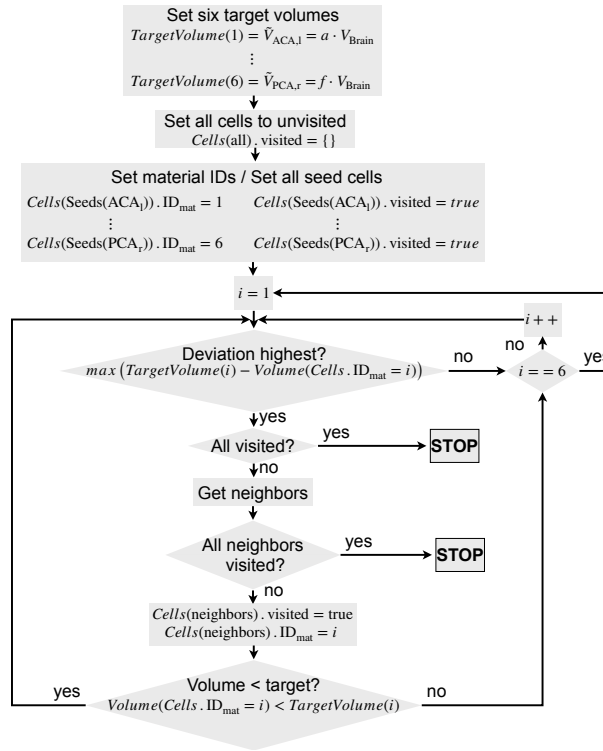 Set six target volumes
TargetVolume(1) = Ṽ_ACA,l = a · V_Brain
⋮
TargetVolume(6) = Ṽ_PCA,r = f · V_Brain
Set all cells to unvisited
Cells(all) . visited = {}
Set material IDs / Set all seed cells
Cells(Seeds(ACA_l)) . ID_mat = 1 Cells(Seeds(ACA_l)) . visited = true
⋮ ⋮
Cells(Seeds(PCA_r)) . ID_mat = 6 Cells(Seeds(PCA_r)) . visited = true
i = 1
i + +
Deviation highest?
max (TargetVolume(i) − Volume(Cells . ID_mat = i))
no
no
i == 6
yes
yes
All visited?
yes
STOP
no
Get neighbors
All neighbors
visited?
yes
STOP
no
Cells(neighbors) . visited = true
Cells(neighbors) . ID_mat = i
Volume < target?
Volume(Cells . ID_mat = i) < TargetVolume(i)
yes
no